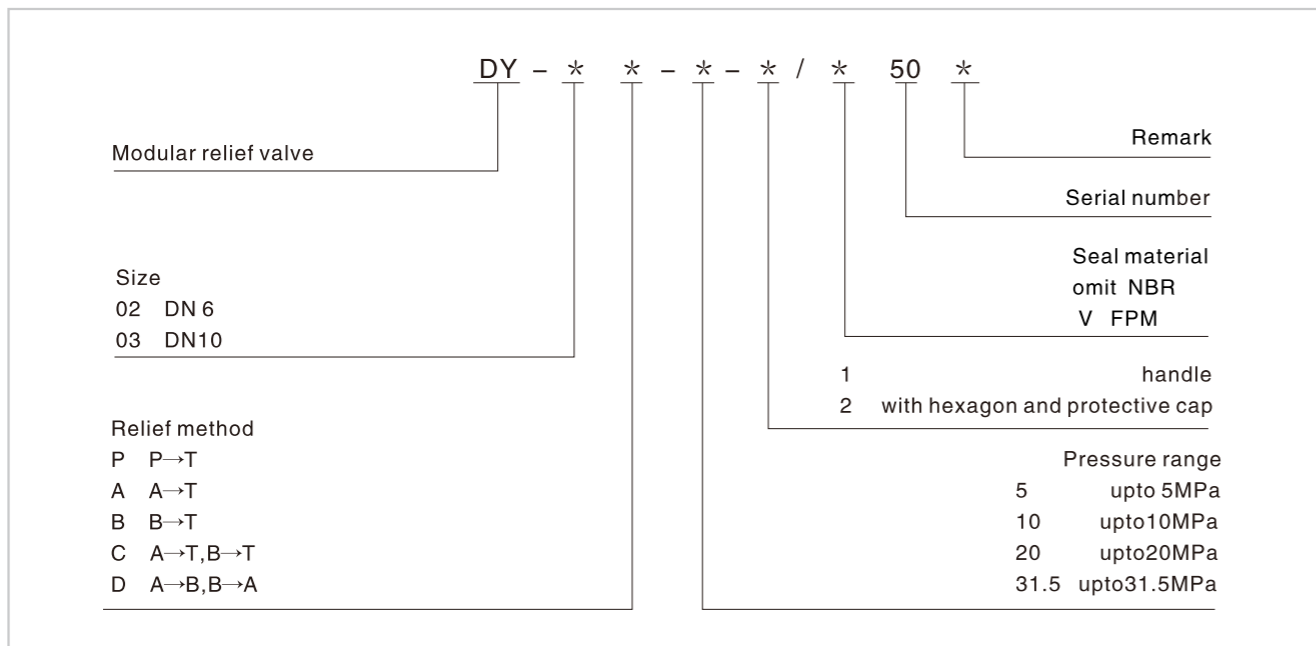 DY - * * - * - * / * 50 *
Modular relief valve
Size
02 DN 6
03 DN10
Relief method
P P→T
A A→T
B B→T
C A→T,B→T
D A→B,B→A
Remark
Serial number
Seal material
omit NBR
V FPM
1 handle
2 with hexagon and protective cap
Pressure range
5 upto 5MPa
10 upto10MPa
20 upto20MPa
31.5 upto31.5MPa